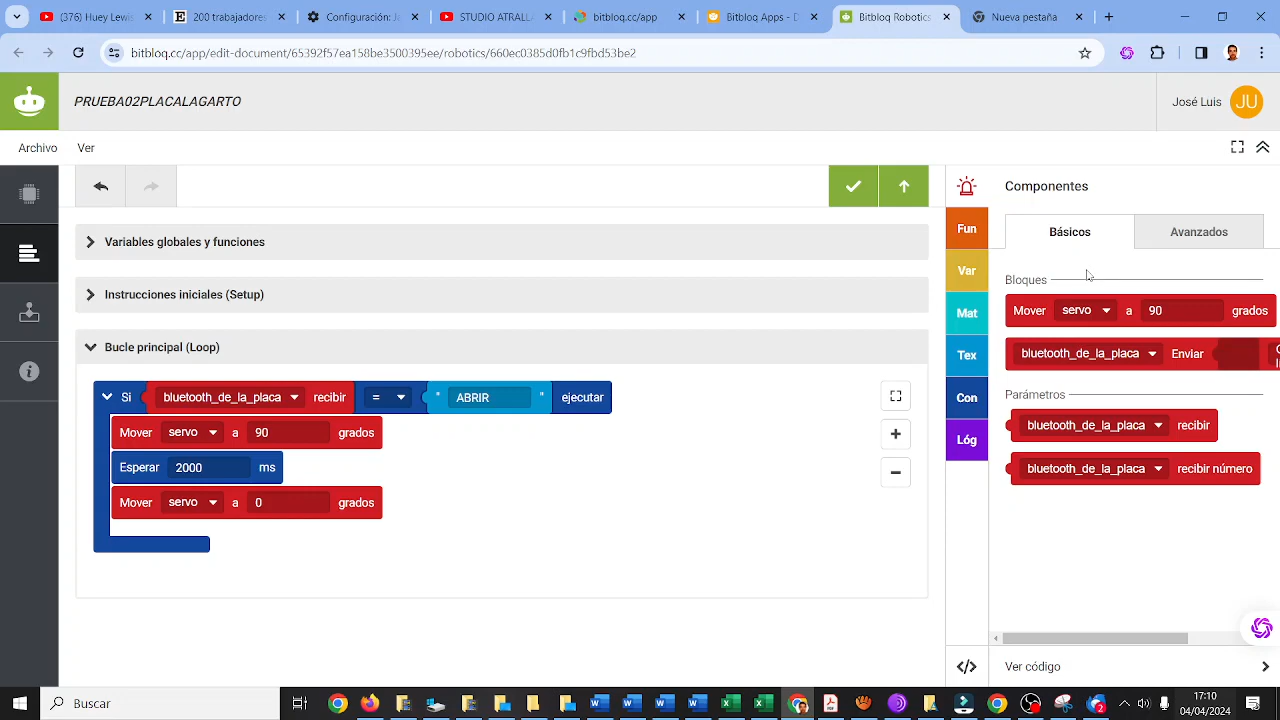 (377) Huey Lewis
200 trabajadores
Configuración: Je
STUDIO ATRALLA
bitbloq.cc/app
Bitbloq Apps - D
Bitbloq Robotics
Nueva pestaña
bitbloq.cc/app/edit-document/65392f57ea158be3500395ee/robotics/660ec0385d0fb1c9fbd53be2
PRUEBA02PLACALAGARTO
José Luis JU
Archivo Ver
Componentes
Variables globales y funciones
Instrucciones iniciales (Setup)
Bucle principal (Loop)
Si bluetooth_de_la_placa recibir = " ABRIR " ejecutar
Mover servo a 90 grados
Esperar 2000 ms
Mover servo a 0 grados
Fun
Var
Mat
Tex
Con
Lóg
Básicos Avanzados
Bloques
Mover servo a 90 grados
bluetooth_de_la_placa Enviar
Parámetros
bluetooth_de_la_placa recibir
bluetooth_de_la_placa recibir número
</> Ver código
Buscar
2
17:10
04/04/2024